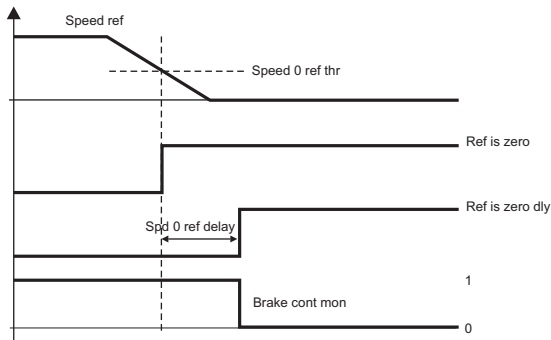 Speed ref
Speed 0 ref thr
Ref is zero
Ref is zero dly
Spd 0 ref delay
1
Brake cont mon
0